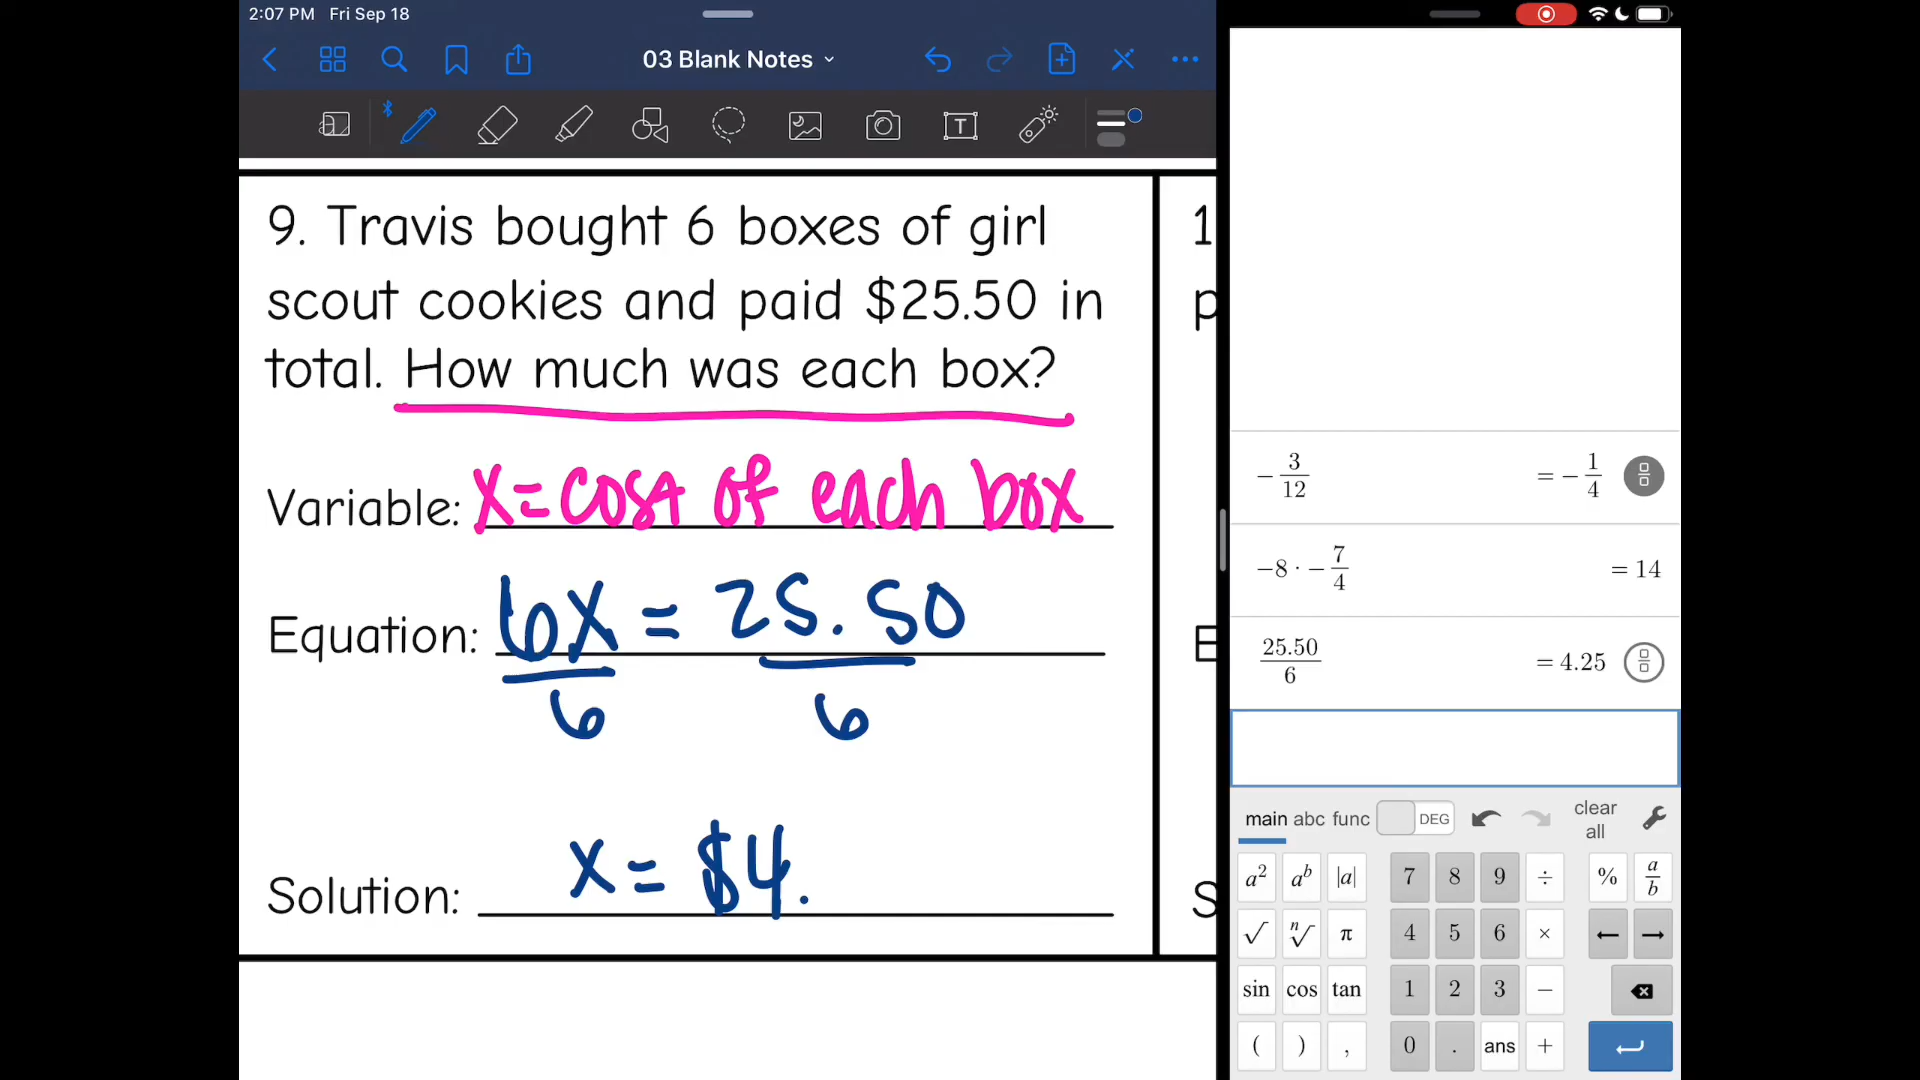 2:07 PM Fri Sep 18
03 Blank Notes
T
9. Travis bought 6 boxes of girl
scout cookies and paid $25.50 in
total. How much was each box?
Variable: x = cost of each box
Equation: 6x = 25.50
6 6
Solution: x = $4.
1
p
E
S
-3/12 = -1/4
-8 · -7/4 = 14
25.50/6 = 4.25
main abc func DEG clear all
a² aᵇ |a| 7 8 9 ÷ % a/b
√ ⁿ√ π 4 5 6 × ← →
sin cos tan 1 2 3 −
( ) , 0 . ans +